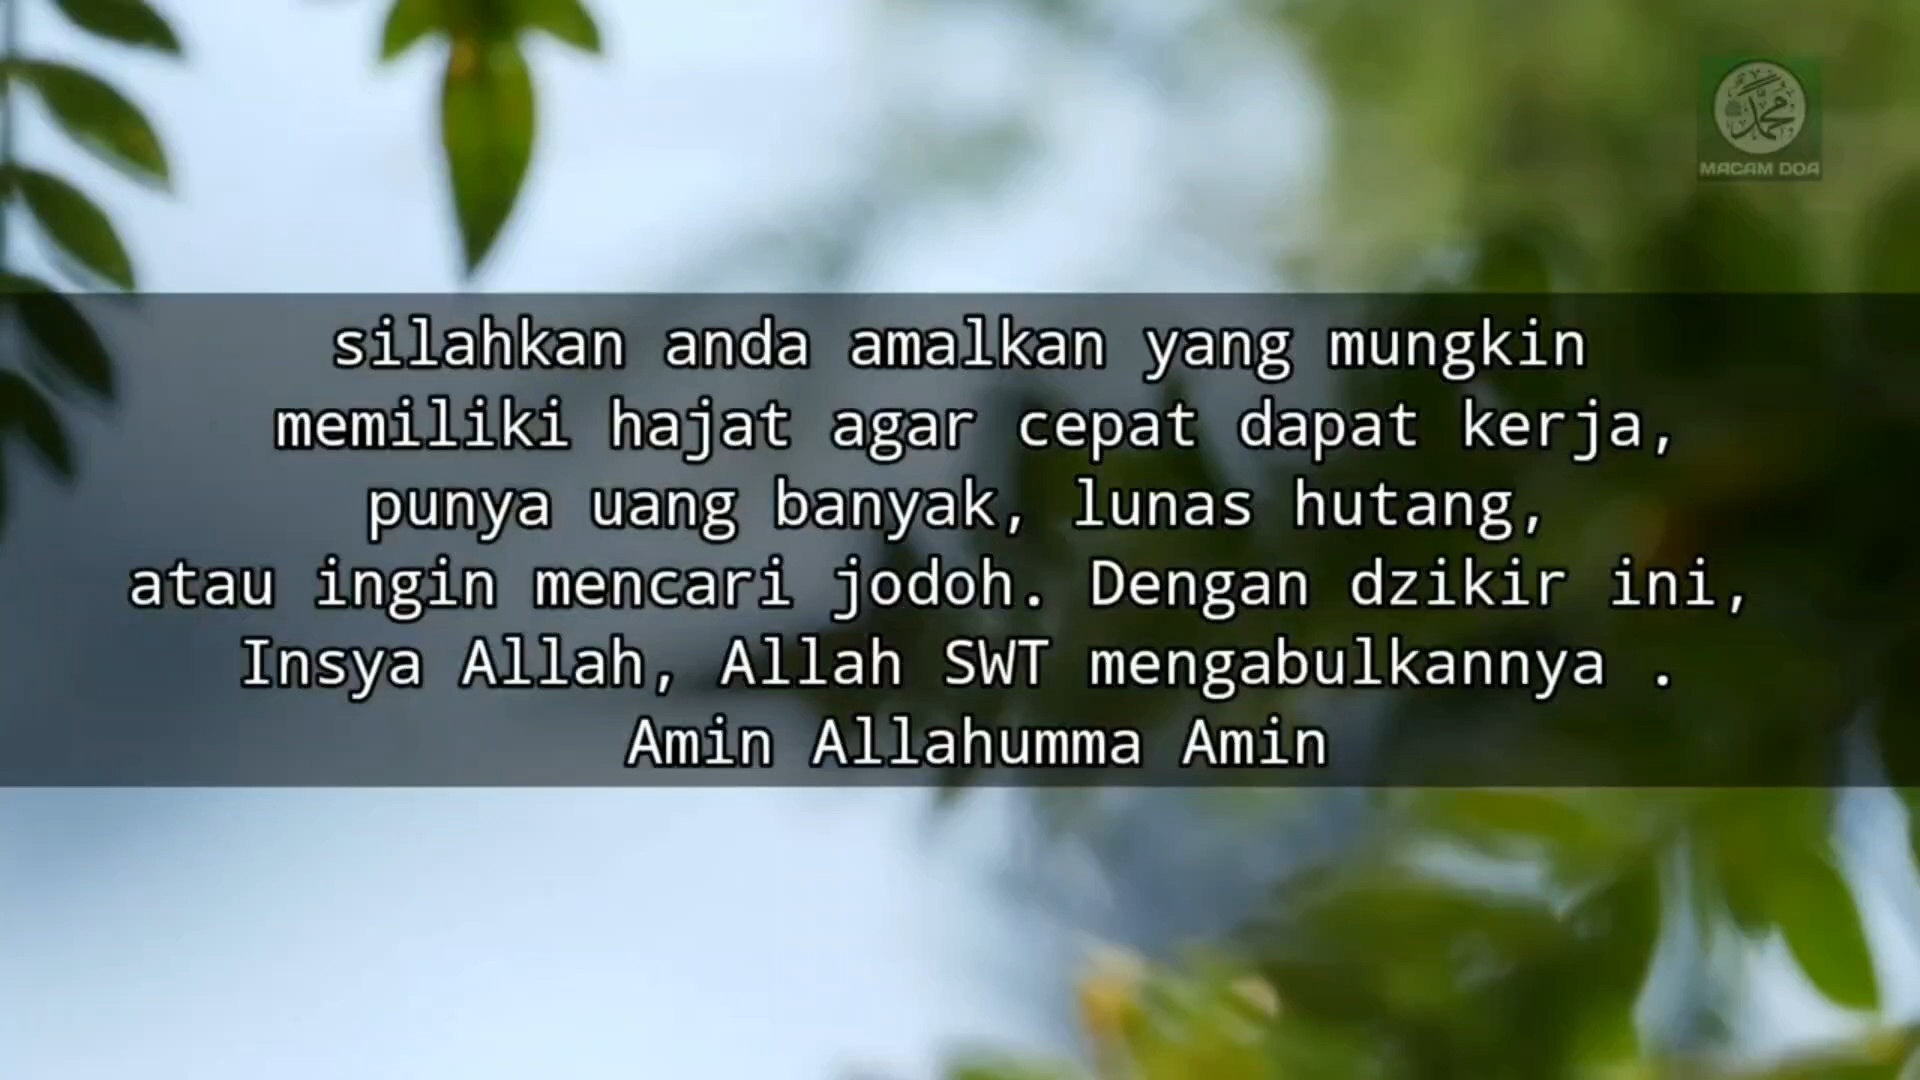 محمد
MACAM DOA
silahkan anda amalkan yang mungkin
memiliki hajat agar cepat dapat kerja,
punya uang banyak, lunas hutang,
atau ingin mencari jodoh. Dengan dzikir ini,
Insya Allah, Allah SWT mengabulkannya .
Amin Allahumma Amin